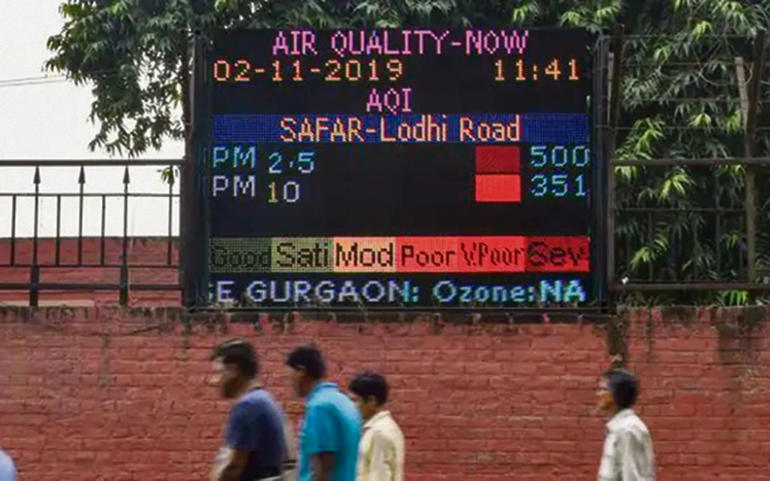 AIR QUALITY-NOW
02-11-2019 11:41
AQI
SAFAR-Lodhi Road
PM 2.5 500
PM 10 351
Good Sati Mod Poor V.Poor Sev
E GURGAON: Ozone:NA